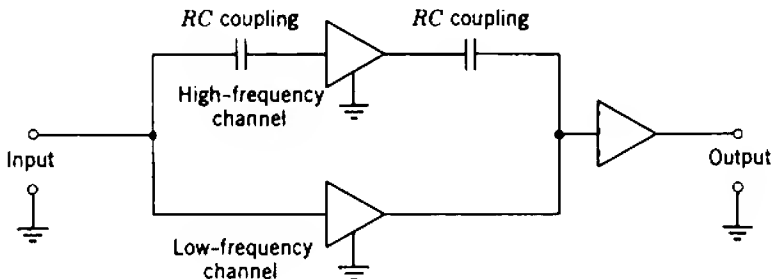 RC coupling
RC coupling
High-frequency
channel
Input
Output
Low-frequency
channel